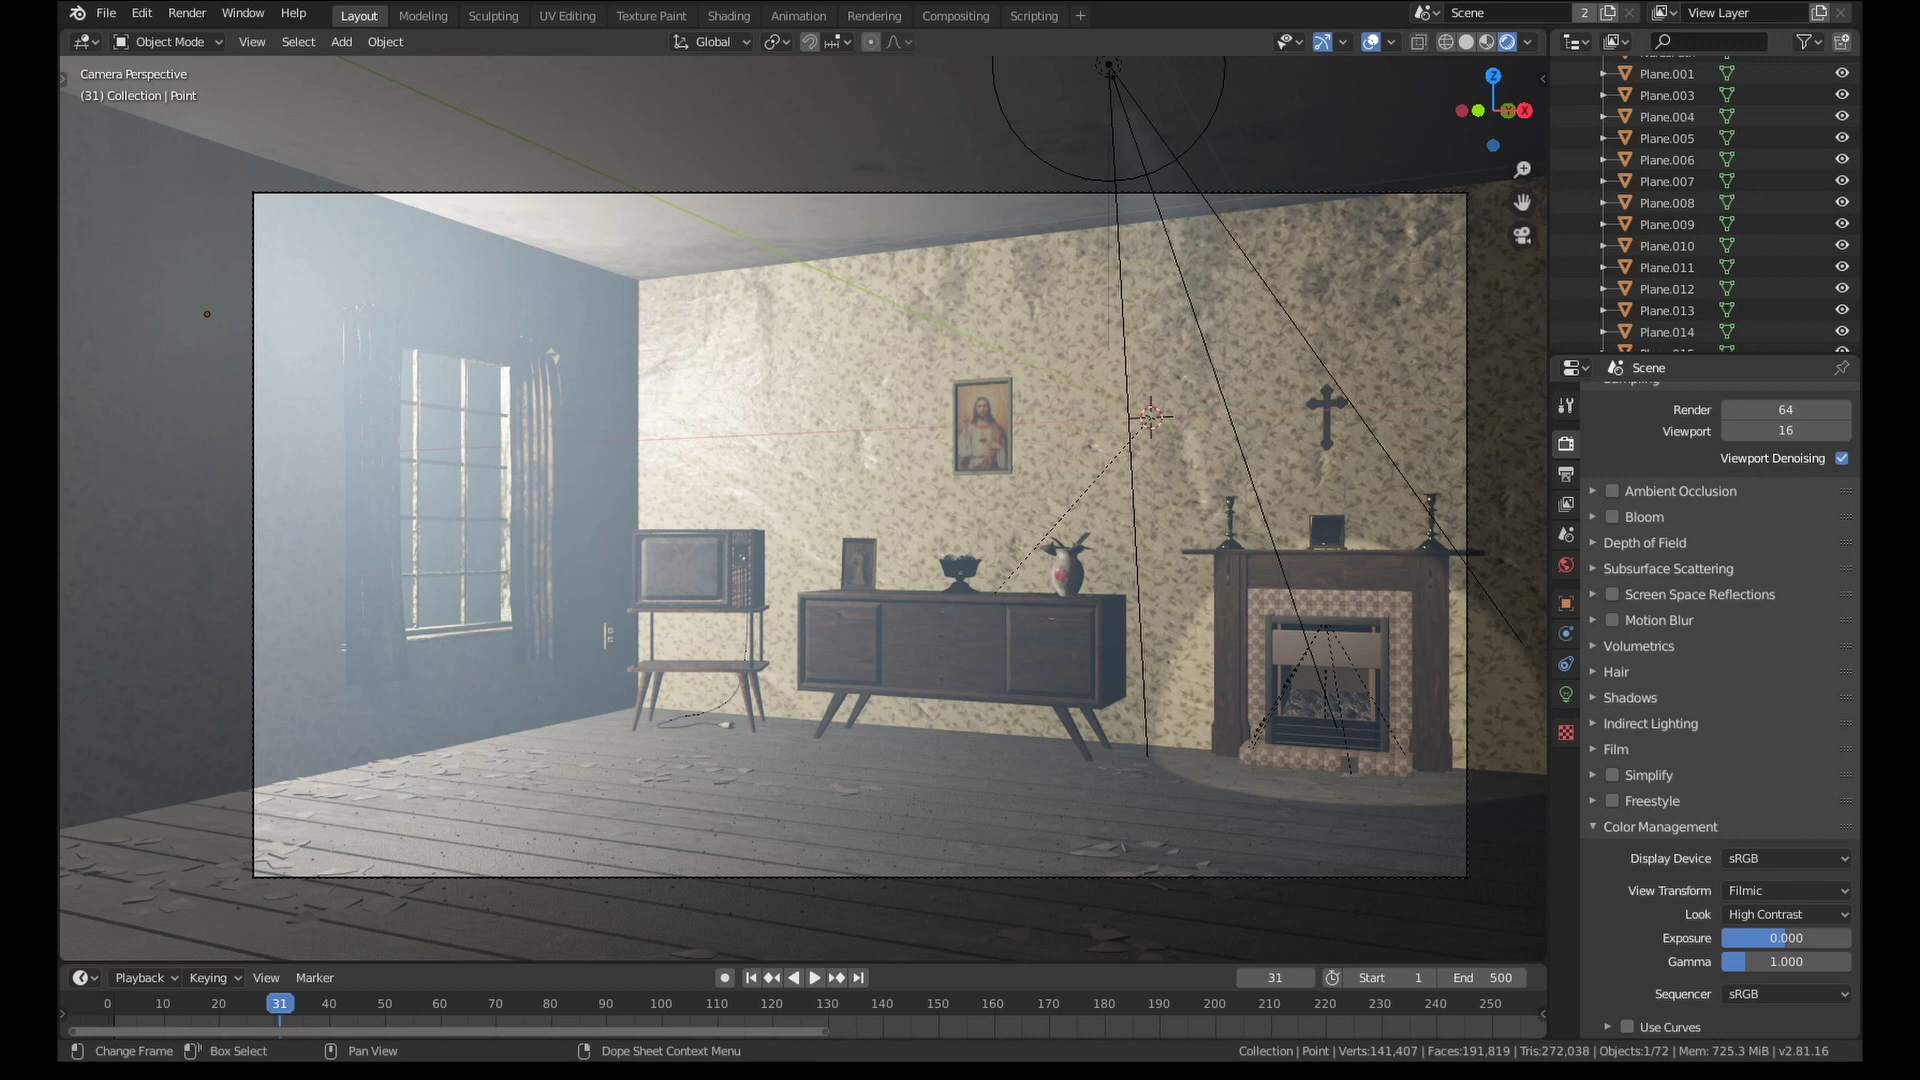 File Edit Render Window Help Layout Modeling Sculpting UV Editing Texture Paint Shading Animation Rendering Compositing Scripting + Scene 2 View Layer
Object Mode View Select Add Object Global
Camera Perspective
(31) Collection | Point
Z
Y
X
Plane.001
Plane.003
Plane.004
Plane.005
Plane.006
Plane.007
Plane.008
Plane.009
Plane.010
Plane.011
Plane.012
Plane.013
Plane.014
Scene
Sampling
Render 64
Viewport 16
Viewport Denoising
Ambient Occlusion
Bloom
Depth of Field
Subsurface Scattering
Screen Space Reflections
Motion Blur
Volumetrics
Hair
Shadows
Indirect Lighting
Film
Simplify
Freestyle
Color Management
Display Device sRGB
View Transform Filmic
Look High Contrast
Exposure 0.000
Gamma 1.000
Sequencer sRGB
Use Curves
Playback Keying View Marker 31 Start 1 End 500
0 10 20 31 40 50 60 70 80 90 100 110 120 130 140 150 160 170 180 190 200 210 220 230 240 250
Change Frame Box Select Pan View Dope Sheet Context Menu Collection | Point | Verts:141,407 | Faces:191,819 | Tris:272,038 | Objects:1/72 | Mem: 725.3 MiB | v2.81.16